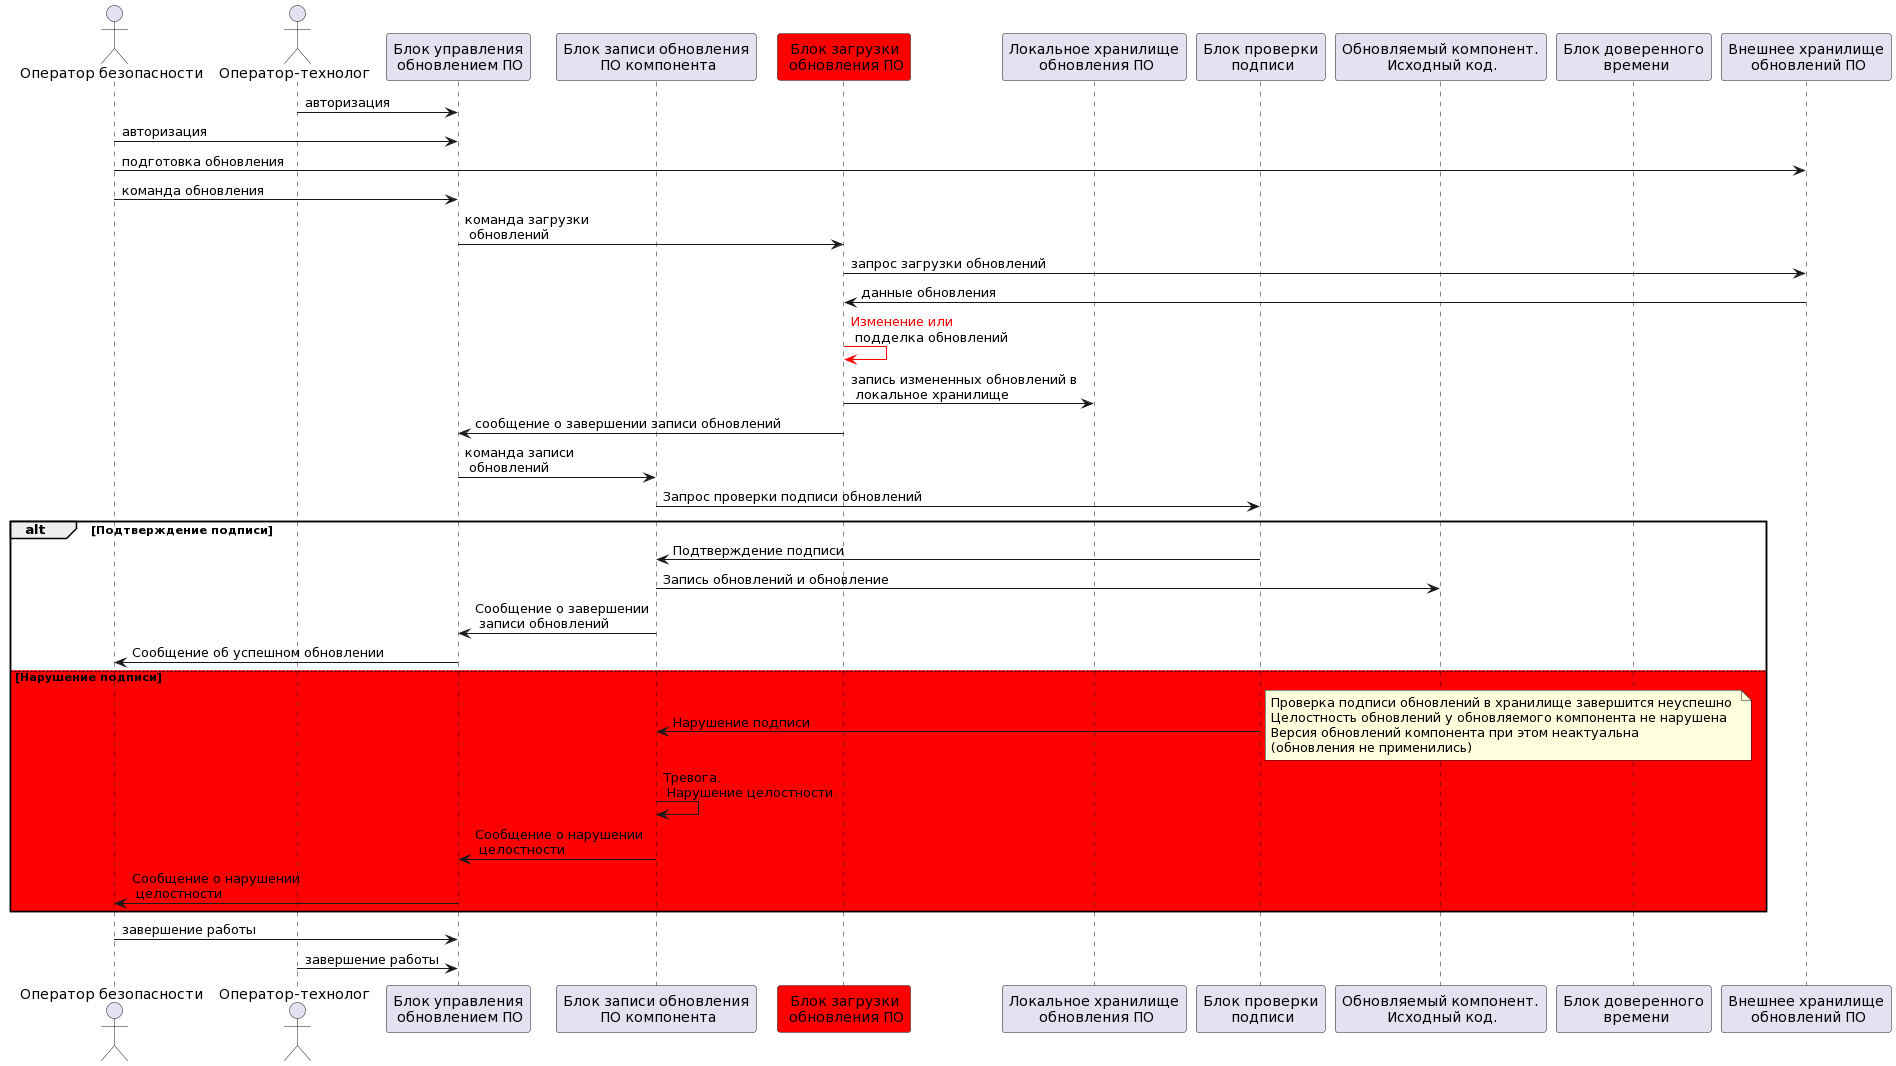 Оператор безопасности
Оператор-технолог
Блок управления
обновлением ПО
Блок записи обновления
ПО компонента
Блок загрузки
обновления ПО
Локальное хранилище
обновления ПО
Блок проверки
подписи
Обновляемый компонент.
Исходный код.
Блок доверенного
времени
Внешнее хранилище
обновлений ПО
авторизация
авторизация
подготовка обновления
команда обновления
команда загрузки
обновлений
запрос загрузки обновлений
данные обновления
Изменение или
подделка обновлений
запись измененных обновлений в
локальное хранилище
сообщение о завершении записи обновлений
команда записи
обновлений
Запрос проверки подписи обновлений
alt [Подтверждение подписи]
Подтверждение подписи
Запись обновлений и обновление
Сообщение о завершении
записи обновлений
Сообщение об успешном обновлении
[Нарушение подписи]
Проверка подписи обновлений в хранилище завершится неуспешно
Целостность обновлений у обновляемого компонента не нарушена
Версия обновлений компонента при этом неактуальна
(обновления не применились)
Нарушение подписи
Тревога.
Нарушение целостности.
Сообщение о нарушении
целостности
Сообщение о нарушении
целостности
завершение работы
завершение работы
Оператор безопасности
Оператор-технолог
Блок управления
обновлением ПО
Блок записи обновления
ПО компонента
Блок загрузки
обновления ПО
Локальное хранилище
обновления ПО
Блок проверки
подписи
Обновляемый компонент.
Исходный код.
Блок доверенного
времени
Внешнее хранилище
обновлений ПО